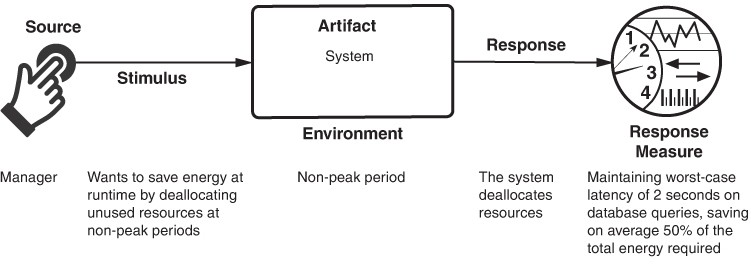 Source
Stimulus
Artifact
System
Environment
Response
1
2
3
4
Response
Measure
Manager
Wants to save energy at
runtime by deallocating
unused resources at
non-peak periods
Non-peak period
The system
deallocates
resources
Maintaining worst-case
latency of 2 seconds on
database queries, saving
on average 50% of the
total energy required